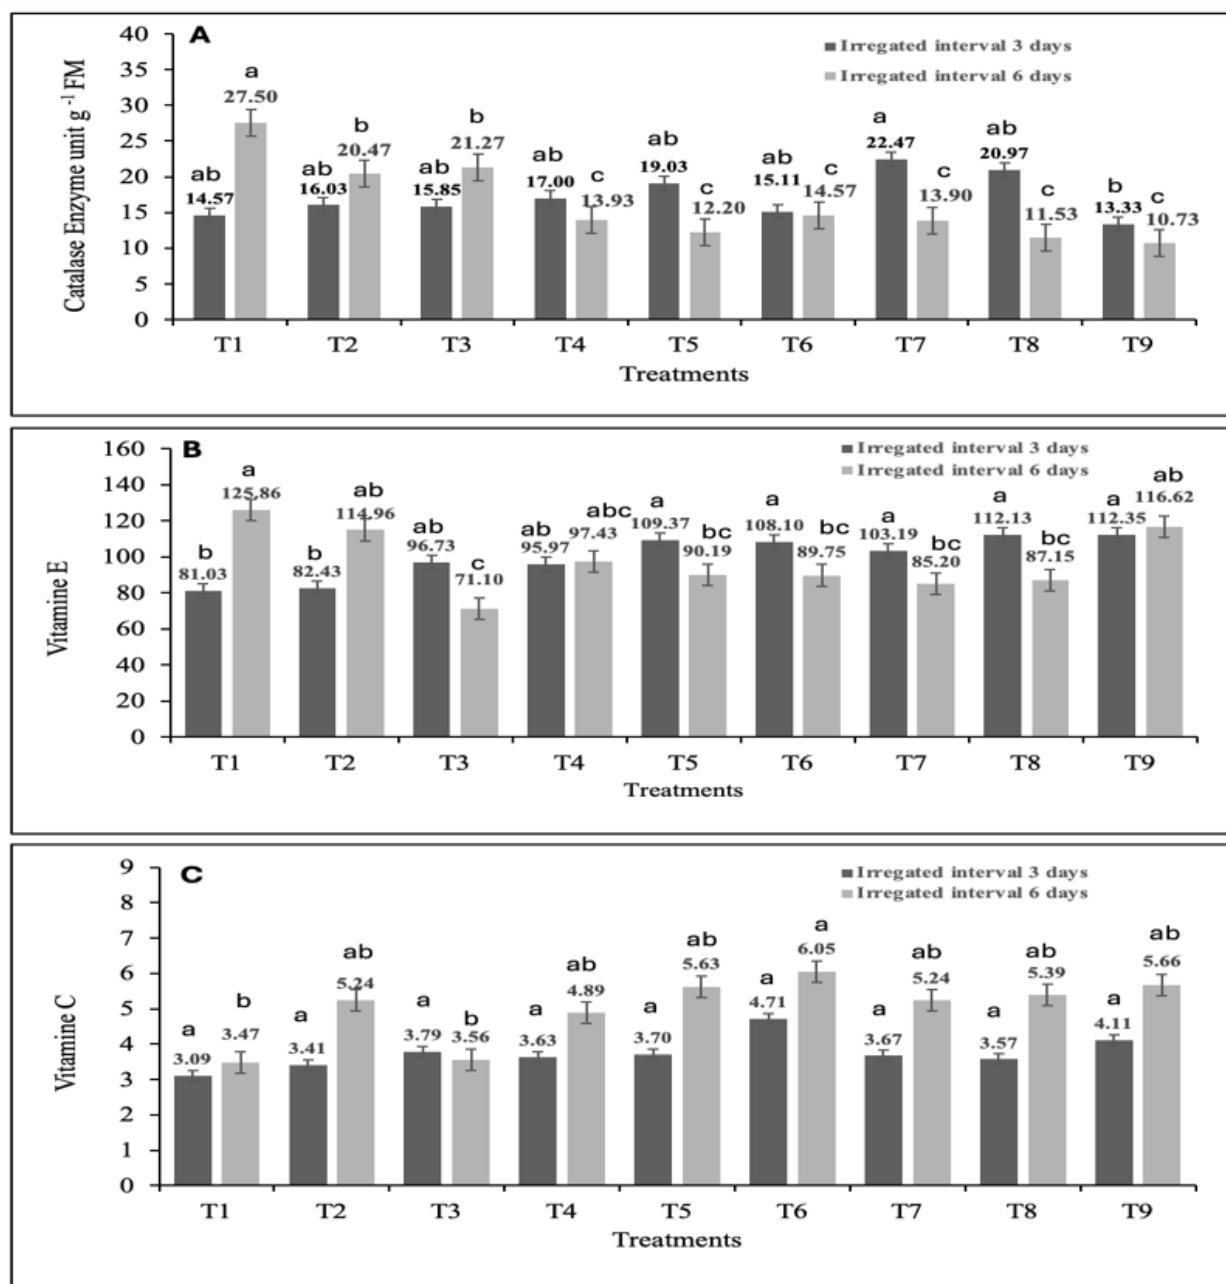 A
Irregated interval 3 days
Irregated interval 6 days
Catalase Enzyme unit g -1 FM
40
35
30
25
20
15
10
5
0
a
27.50
ab
14.57
ab
16.03
b
20.47
ab
15.85
b
21.27
ab
17.00
c
13.93
ab
19.03
c
12.20
ab
15.11
c
14.57
a
22.47
c
13.90
ab
20.97
c
11.53
b
13.33
c
10.73
T1 T2 T3 T4 T5 T6 T7 T8 T9
Treatments
B
Irregated interval 3 days
Irregated interval 6 days
Vitamine E
160
140
120
100
80
60
40
20
0
b
81.03
a
125.86
b
82.43
ab
114.96
ab
96.73
c
71.10
ab
95.97
abc
97.43
a
109.37
bc
90.19
a
108.10
bc
89.75
a
103.19
bc
85.20
a
112.13
bc
87.15
a
112.35
ab
116.62
T1 T2 T3 T4 T5 T6 T7 T8 T9
Treatments
C
Irregated interval 3 days
Irregated interval 6 days
Vitamine C
9
8
7
6
5
4
3
2
1
0
a
3.09
b
3.47
a
3.41
ab
5.24
a
3.79
b
3.56
a
3.63
ab
4.89
a
3.70
ab
5.63
a
4.71
a
6.05
a
3.67
ab
5.24
a
3.57
ab
5.39
a
4.11
ab
5.66
T1 T2 T3 T4 T5 T6 T7 T8 T9
Treatments